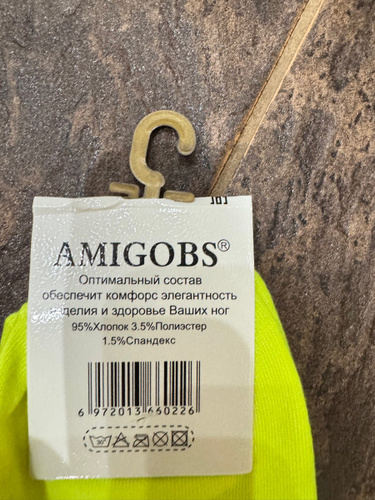 AMIGOBS®
Оптимальный состав
обеспечит комфорс элегантность
изделия и здоровье Ваших ног
95%Хлопок 3.5%Полиэстер
1.5%Спандекс
6 972013 660226
30°